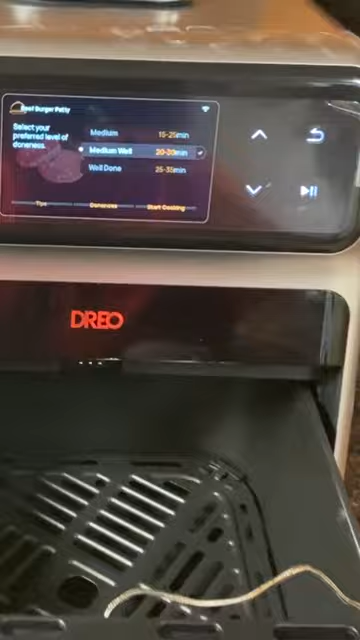 Beef Burger Patty
Select your
preferred level of
doneness.
Medium 15-25min
Medium Well 20-30min
Well Done 25-35min
Tips Doneness Start Cooking
DREO